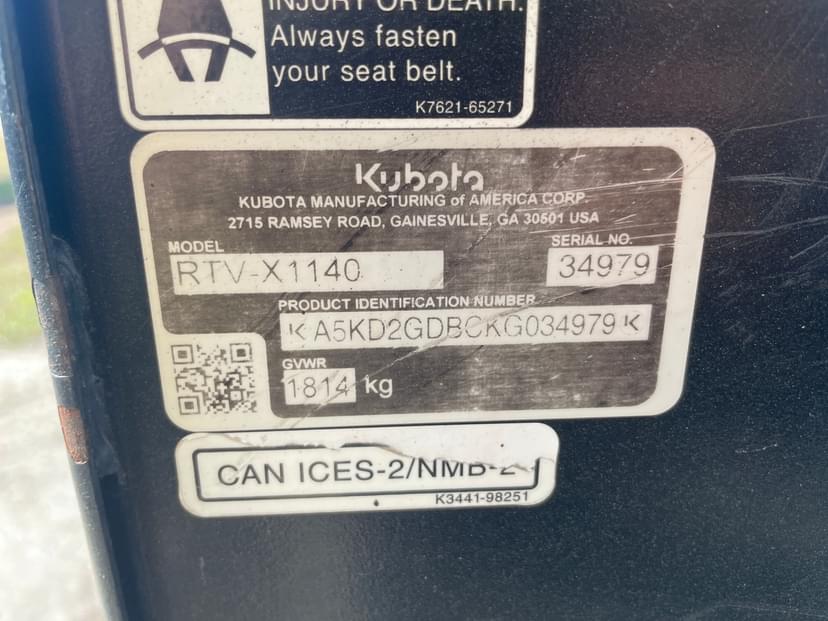 INJURY OR DEATH.
Always fasten
your seat belt.
K7621-65271
Kubota
KUBOTA MANUFACTURING of AMERICA CORP.
2715 RAMSEY ROAD, GAINESVILLE, GA 30501 USA
MODEL
SERIAL NO.
RTV-X1140
34979
PRODUCT IDENTIFICATION NUMBER
A5KD2GDBCKG034979
GVWR
1814 kg
CAN ICES-2/NMB-2
K3441-98251